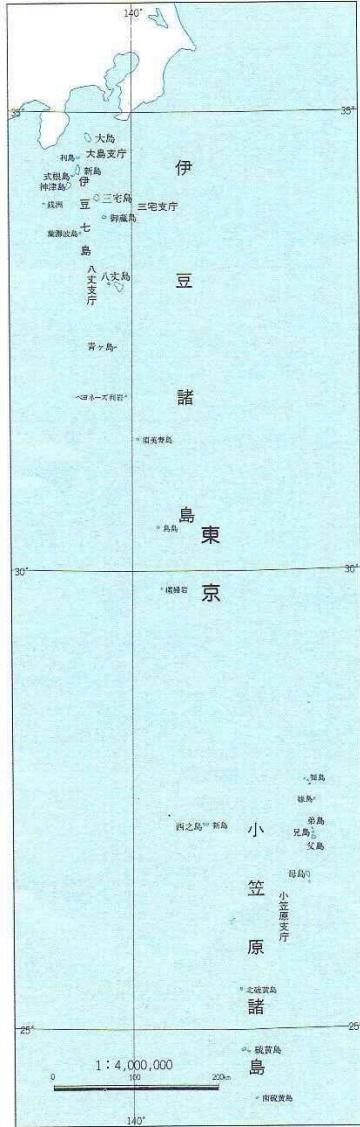 140°
35°
35°
大島
大島支庁
利島
新島
式根島
神津島
伊豆七島
三宅島
三宅支庁
銭洲
御蔵島
藺灘波島
八丈島
八丈支庁
青ヶ島
ベヨネーズ列岩
須美寿島
鳥島
伊豆諸島
東京
30°
30°
孀婦岩
聟島
嫁島
西之島
新島
弟島
兄島
父島
母島
小笠原支庁
小笠原諸島
北硫黄島
25°
25°
硫黄島
1:4,000,000
0
100
200km
南硫黄島
140°